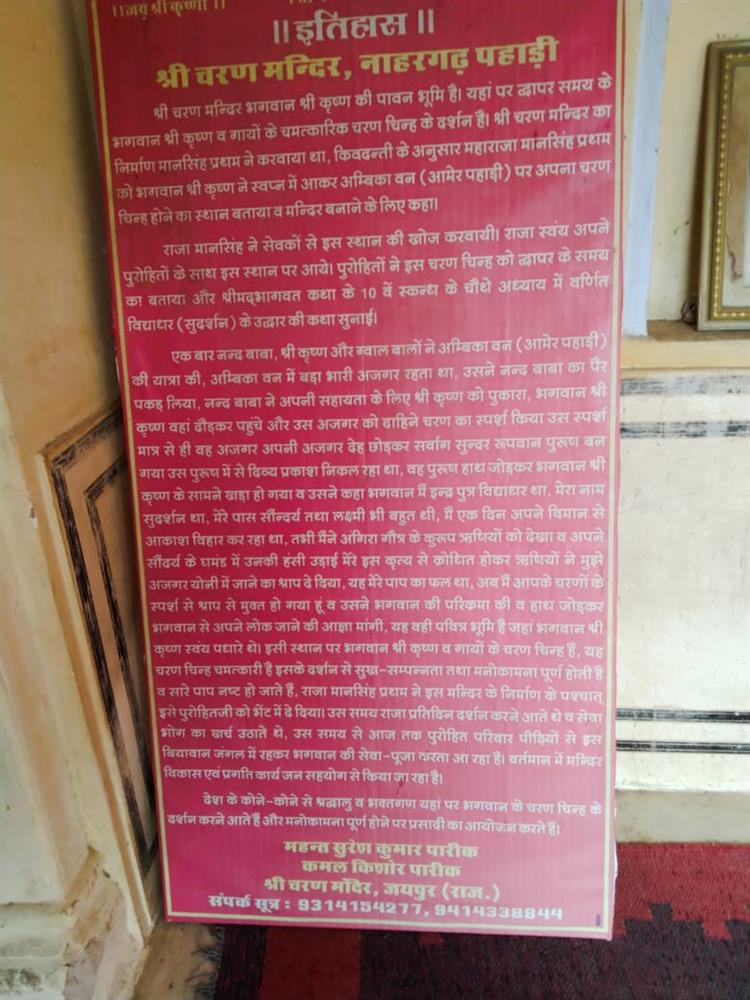 ।।जय श्री कृष्णा।।
।।इतिहास।।
श्री चरण मन्दिर, नाहरगढ़ पहाड़ी
श्री चरण मन्दिर भगवान श्री कृष्ण की पावन भूमि है। यहां पर द्वापर समय के
भगवान श्री कृष्ण व गायों के चमत्कारिक चरण चिन्ह के दर्शन है। श्री चरण मन्दिर का
निर्माण मानसिंह प्रथम ने करवाया था, किवदन्ती के अनुसार महाराजा मानसिंह प्रथम
को भगवान श्री कृष्ण ने स्वप्न में आकर अम्बिका वन (आमेर पहाड़ी) पर अपना चरण
चिन्ह होने का स्थान बताया व मन्दिर बनाने के लिए कहा।
राजा मानसिंह ने सेवकों से इस स्थान की खोज करवायी। राजा स्वंय अपने
पुरोहितों के साथ इस स्थान पर आये। पुरोहितों ने इस चरण चिन्ह को द्वापर के समय
का बताया और श्रीमद्भागवत कथा के 10 वें स्कन्ध के चौथे अध्याय में वर्णित
विद्याधर (सुदर्शन) के उद्धार की कथा सुनाई।
एक बार नन्द बाबा, श्री कृष्ण और ग्वाल बालों ने अम्बिका वन (आमेर पहाड़ी)
की यात्रा की, अम्बिका वन में बड़ा भारी अजगर रहता था, उसने नन्द बाबा का पैर
पकड़ लिया, नन्द बाबा ने अपनी सहायता के लिए श्री कृष्ण को पुकारा, भगवान श्री
कृष्ण वहां दौड़कर पहुंचे और उस अजगर को दाहिने चरण का स्पर्श किया उस स्पर्श
मात्र से ही वह अजगर अपनी अजगर देह छोड़कर सर्वाग सुन्दर रूपवान पुरूष बन
गया उस पुरूष में से दिव्य प्रकाश निकल रहा था, वह पुरूष हाथ जोड़कर भगवान श्री
कृष्ण के सामने खड़ा हो गया व उसने कहा भगवान मैं इन्द्र पुत्र विद्याधर था, मेरा नाम
सुदर्शन था, मेरे पास सौंन्दर्य तथा लक्ष्मी भी बहुत थी, मैं एक दिन अपने विमान से
आकाश विहार कर रहा था, तभी मैंने अंगिरा गौत्र के कुरूप ऋषियों को देखा व अपने
सौंदर्य के घमंड में उनकी हंसी उड़ाई मेरे इस कृत्य से क्रोधित होकर ऋषियों ने मुझे
अजगर योनी में जाने का श्राप दे दिया, यह मेरे पाप का फल था, अब मैं आपके चरणों के
स्पर्श से श्राप से मुक्त हो गया हूं व उसने भगवान की परिकमा की व हाथ जोड़कर
भगवान से अपने लोक जाने की आज्ञा मांगी, यह वही पवित्र भूमि है जहां भगवान श्री
कृष्ण स्वंय पधारे थे। इसी स्थान पर भगवान श्री कृष्ण व गायों के चरण चिन्ह हैं, यह
चरण चिन्ह चमत्कारी है इसके दर्शन से सुख-सम्पन्नता तथा मनोकामना पूर्ण होती है
व सारे पाप नष्ट हो जाते हैं, राजा मानसिंह प्रथम ने इस मन्दिर के निर्माण के पश्चात्
इसे पुरोहितजी को भेंट में दे दिया। उस समय राजा प्रतिदिन दर्शन करने आते थे व सेवा
भोग का खर्च उठाते थे, उस समय से आज तक पुरोहित परिवार पीढ़ियों से इस
बियावान जंगल में रहकर भगवान की सेवा-पूजा करता आ रहा है। वर्तमान में मन्दिर
विकास एवं प्रगति कार्य जन सहयोग से किया जा रहा है।
देश के कोने-कोने से श्रद्धालु व भक्तगण यहां पर भगवान के चरण चिन्ह के
दर्शन करने आते हैं और मनोकामना पूर्ण होने पर प्रसादी का आयोजन करते हैं।
महन्त सुरेश कुमार पारीक
कमल किशोर पारीक
श्री चरण मंदिर, जयपुर (राज.)
संपर्क सूत्र : 9314154277, 9414338844